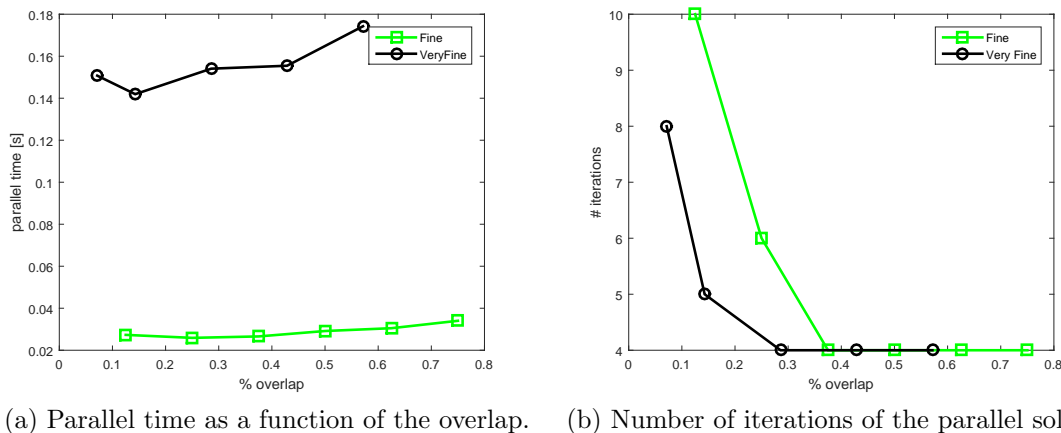 0.18
0.16
0.14
0.12
0.1
0.08
0.06
0.04
0.02
parallel time [s]
0 0.1 0.2 0.3 0.4 0.5 0.6 0.7 0.8
% overlap
Fine
VeryFine
10
9
8
7
6
5
4
# iterations
0 0.1 0.2 0.3 0.4 0.5 0.6 0.7 0.8
% overlap
Fine
Very Fine
(a) Parallel time as a function of the overlap.
(b) Number of iterations of the parallel sol